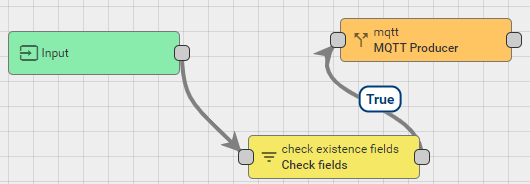 Input
mqtt
MQTT Producer
True
check existence fields
Check fields